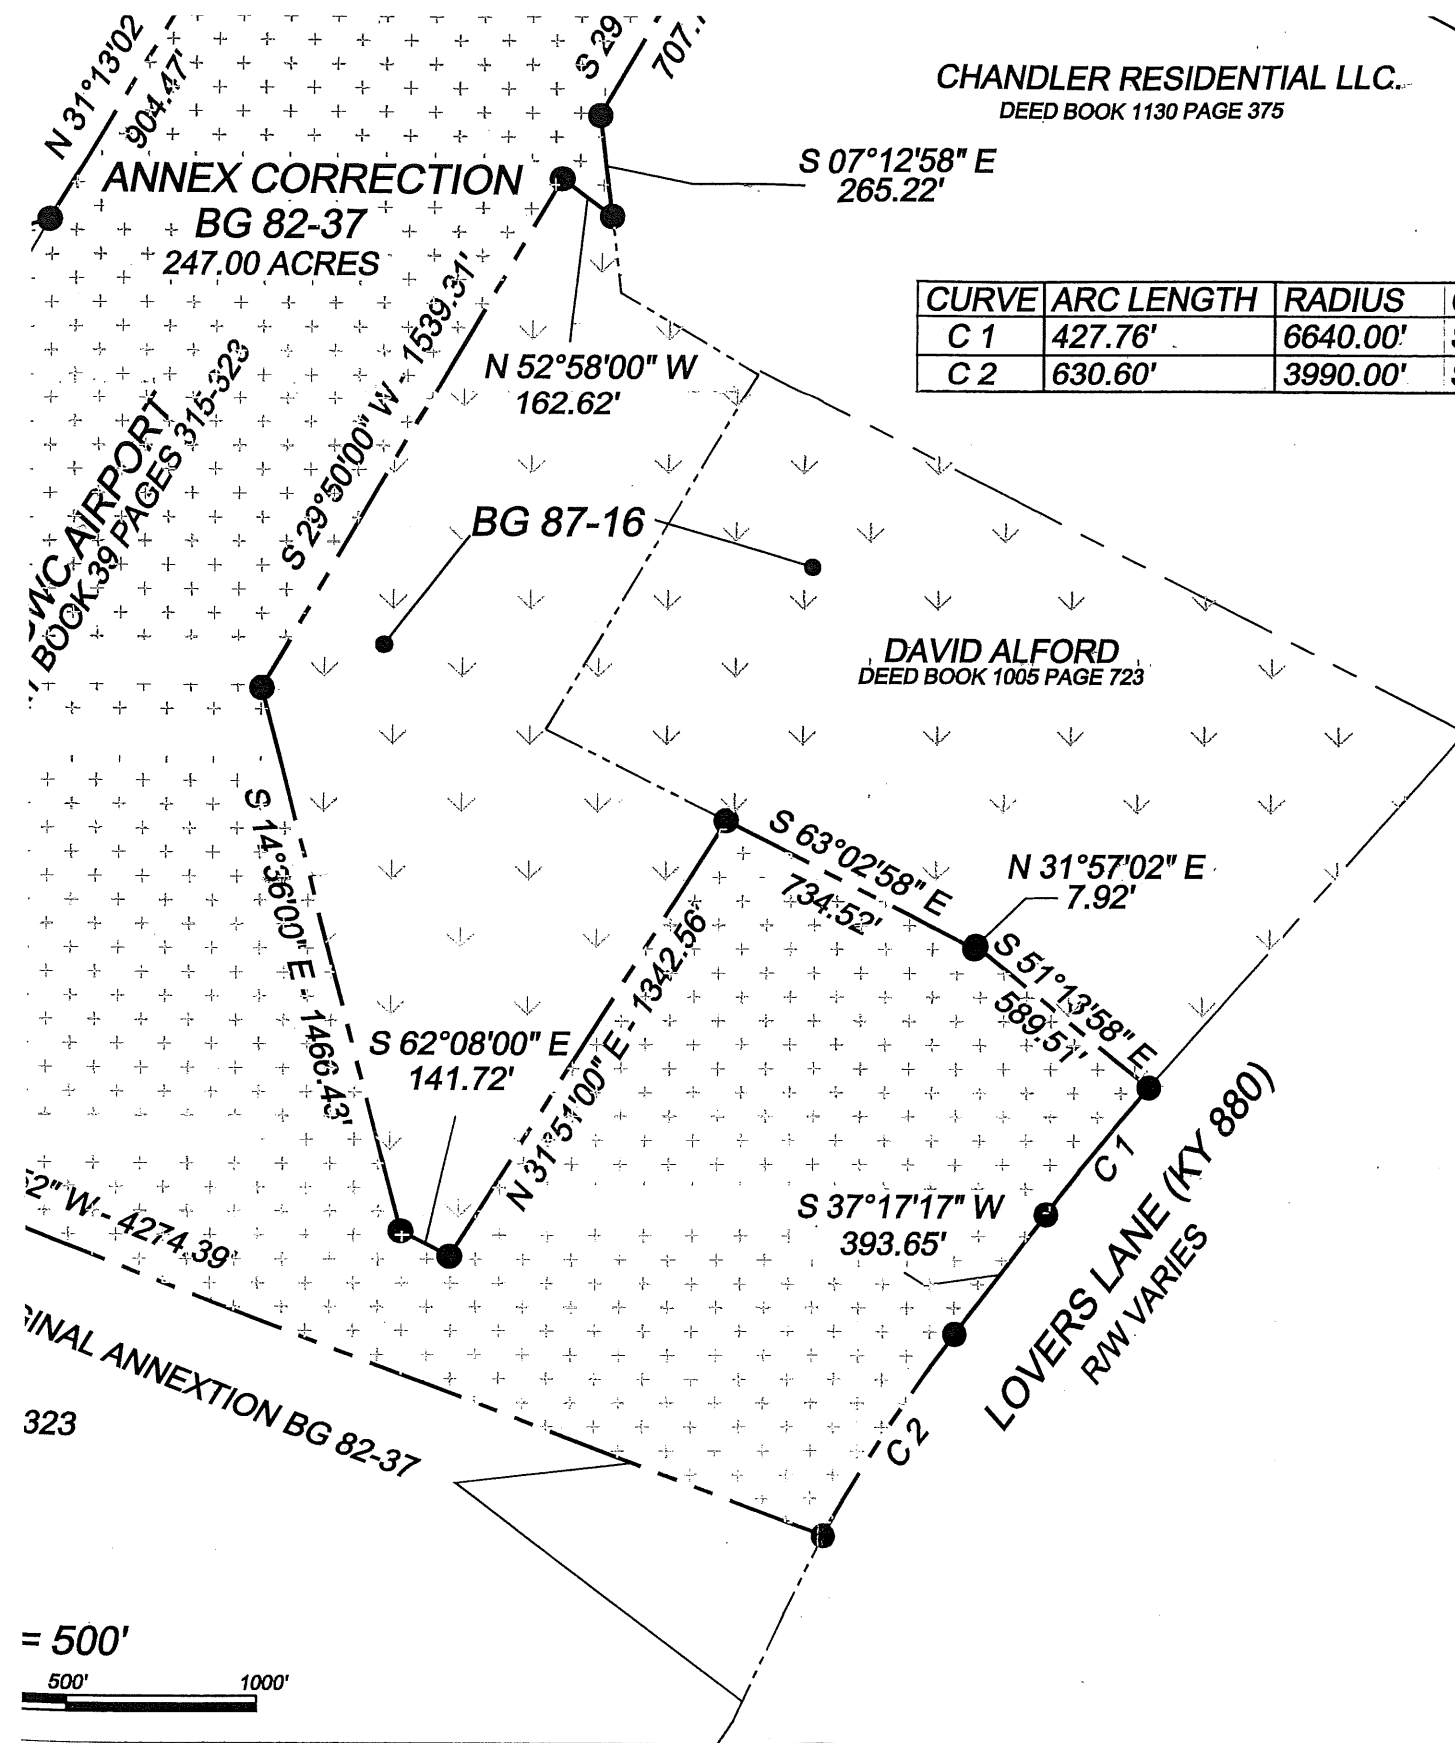 N 31°13'02
904.47'
S 29
707.
CHANDLER RESIDENTIAL LLC.
DEED BOOK 1130 PAGE 375
S 07°12'58" E
265.22'
ANNEX CORRECTION
BG 82-37
247.00 ACRES
CURVE ARC LENGTH RADIUS
C 1 427.76' 6640.00'
C 2 630.60' 3990.00'
N 52°58'00" W
162.62'
S 29°50'00" W - 1539.31'
AIRPORT
BOOK 39 PAGES 315-323
BG 87-16
DAVID ALFORD
DEED BOOK 1005 PAGE 723
S 14°36'00" E - 1466.43'
S 63°02'58" E
734.52'
N 31°57'02" E
7.92'
S 51°13'58" E
589.51'
S 62°08'00" E
141.72'
N 31°51'00" E - 1342.56'
C 1
S 37°17'17" W
393.65'
LOVERS LANE (KY 880)
R/W VARIES
52" W - 4274.39'
GINAL ANNEXTION BG 82-37
323
C 2
= 500'
500' 1000'